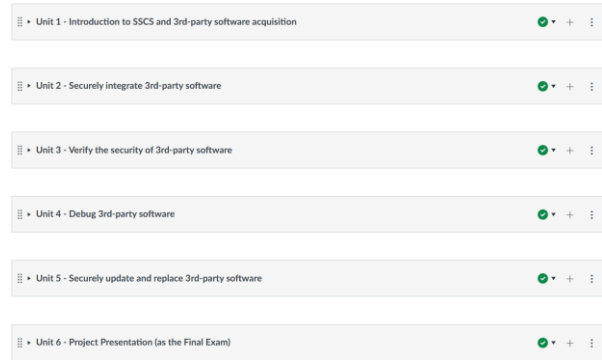 Unit 1 - Introduction to SSCS and 3rd-party software acquisition
Unit 2 - Securely integrate 3rd-party software
Unit 3 - Verify the security of 3rd-party software
Unit 4 - Debug 3rd-party software
Unit 5 - Securely update and replace 3rd-party software
Unit 6 - Project Presentation (as the Final Exam)